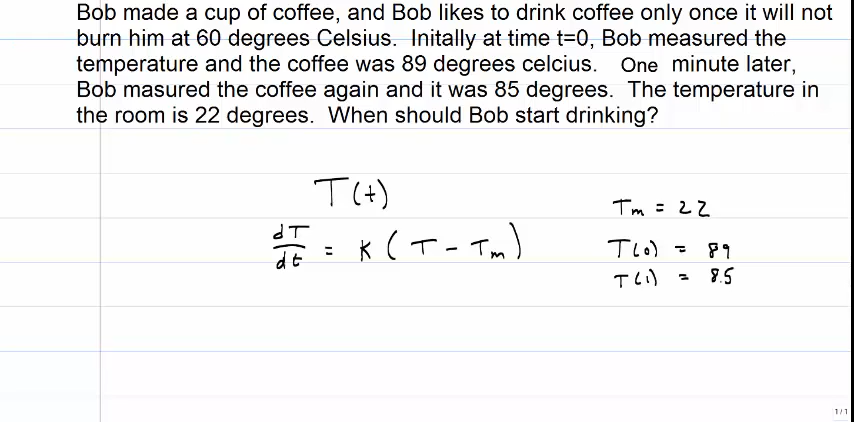 Bob made a cup of coffee, and Bob likes to drink coffee only once it will not
burn him at 60 degrees Celsius. Initally at time t=0, Bob measured the
temperature and the coffee was 89 degrees celcius. One minute later,
Bob masured the coffee again and it was 85 degrees. The temperature in
the room is 22 degrees. When should Bob start drinking?
T(t)
dT/dt = K(T - Tm)
Tm = 22
T(0) = 89
T(1) = 85
1/1